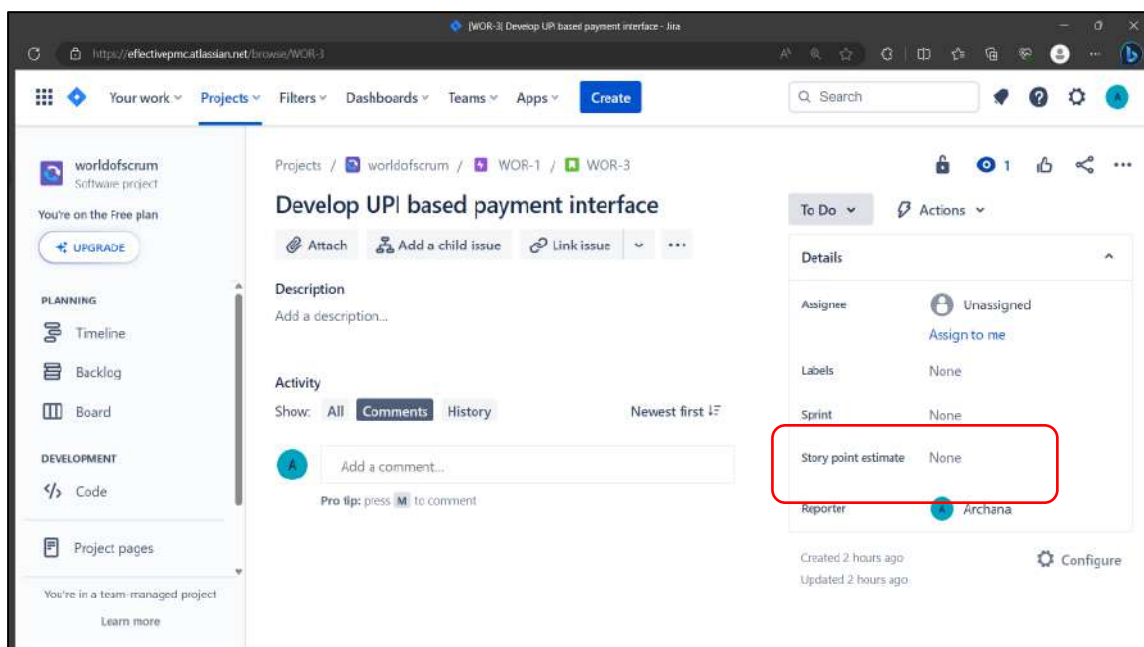 [WOR-3] Develop UPI based payment interface - Jira
https://effectivepmc.atlassian.net/browse/WOR-3
Your work Projects Filters Dashboards Teams Apps Create
Search
worldofscrum
Software project
You're on the Free plan
UPGRADE
PLANNING
Timeline
Backlog
Board
DEVELOPMENT
Code
Project pages
You're in a team-managed project
Learn more
Projects / worldofscrum / WOR-1 / WOR-3
1
Develop UPI based payment interface
Attach Add a child issue Link issue
Description
Add a description...
Activity
Show: All Comments History Newest first
A Add a comment...
Pro tip: press M to comment
To Do Actions
Details
Assignee Unassigned
Assign to me
Labels None
Sprint None
Story point estimate None
Reporter A Archana
Created 2 hours ago Configure
Updated 2 hours ago